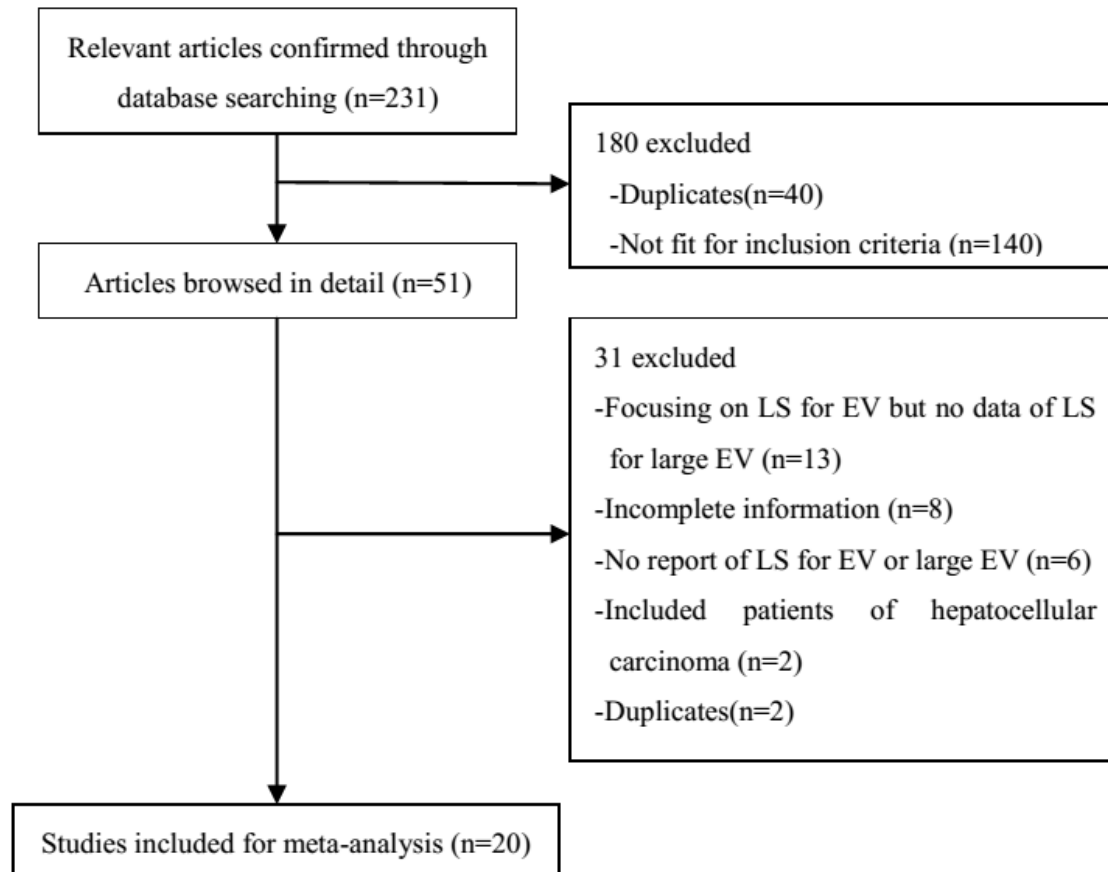 Relevant articles confirmed through
database searching (n=231)
180 excluded
-Duplicates(n=40)
-Not fit for inclusion criteria (n=140)
Articles browsed in detail (n=51)
31 excluded
-Focusing on LS for EV but no data of LS
for large EV (n=13)
-Incomplete information (n=8)
-No report of LS for EV or large EV (n=6)
-Included patients of hepatocellular
carcinoma (n=2)
-Duplicates(n=2)
Studies included for meta-analysis (n=20)